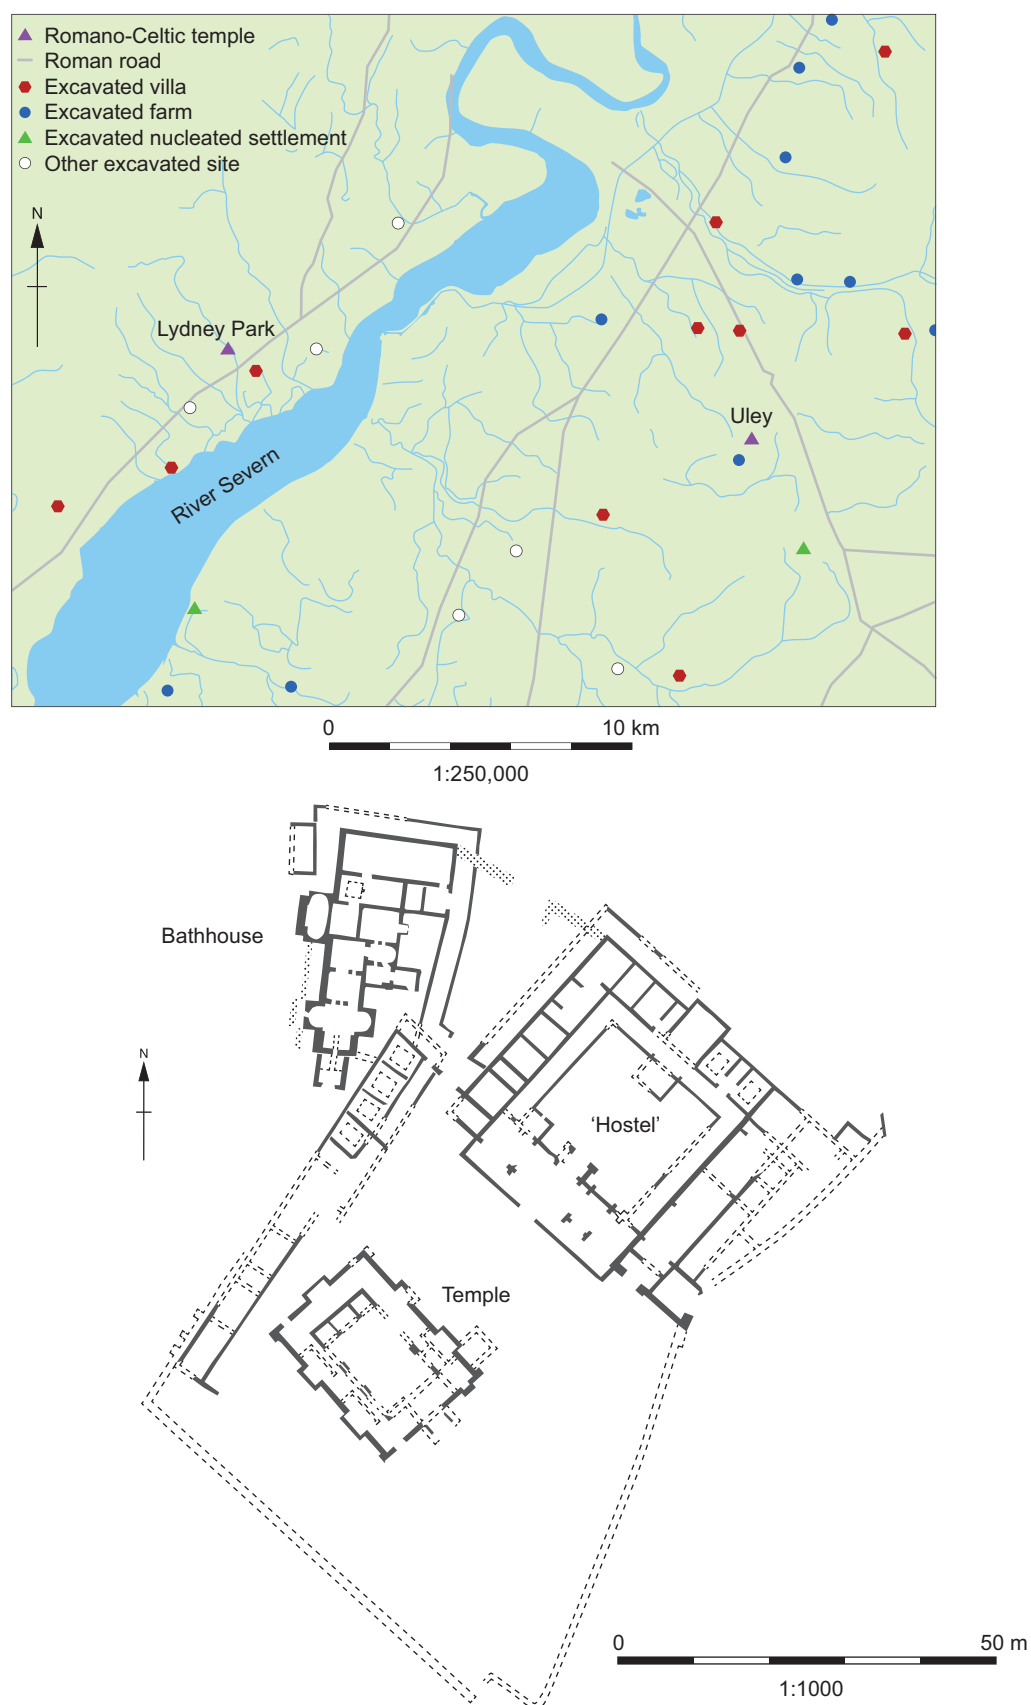 Romano-Celtic temple
Roman road
Excavated villa
Excavated farm
Excavated nucleated settlement
Other excavated site
N
Lydney Park
Uley
River Severn
0 10 km
1:250,000
Bathhouse
N
'Hostel'
Temple
0 50 m
1:1000